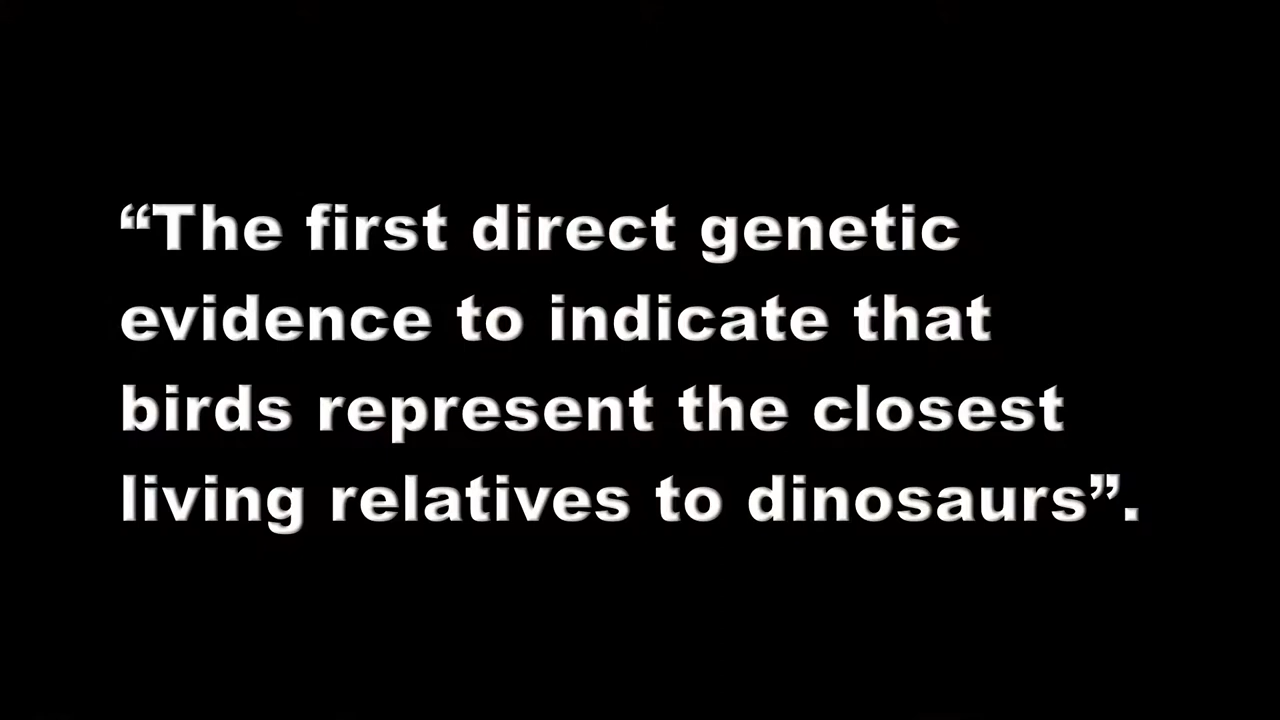 “The first direct genetic
evidence to indicate that
birds represent the closest
living relatives to dinosaurs”.